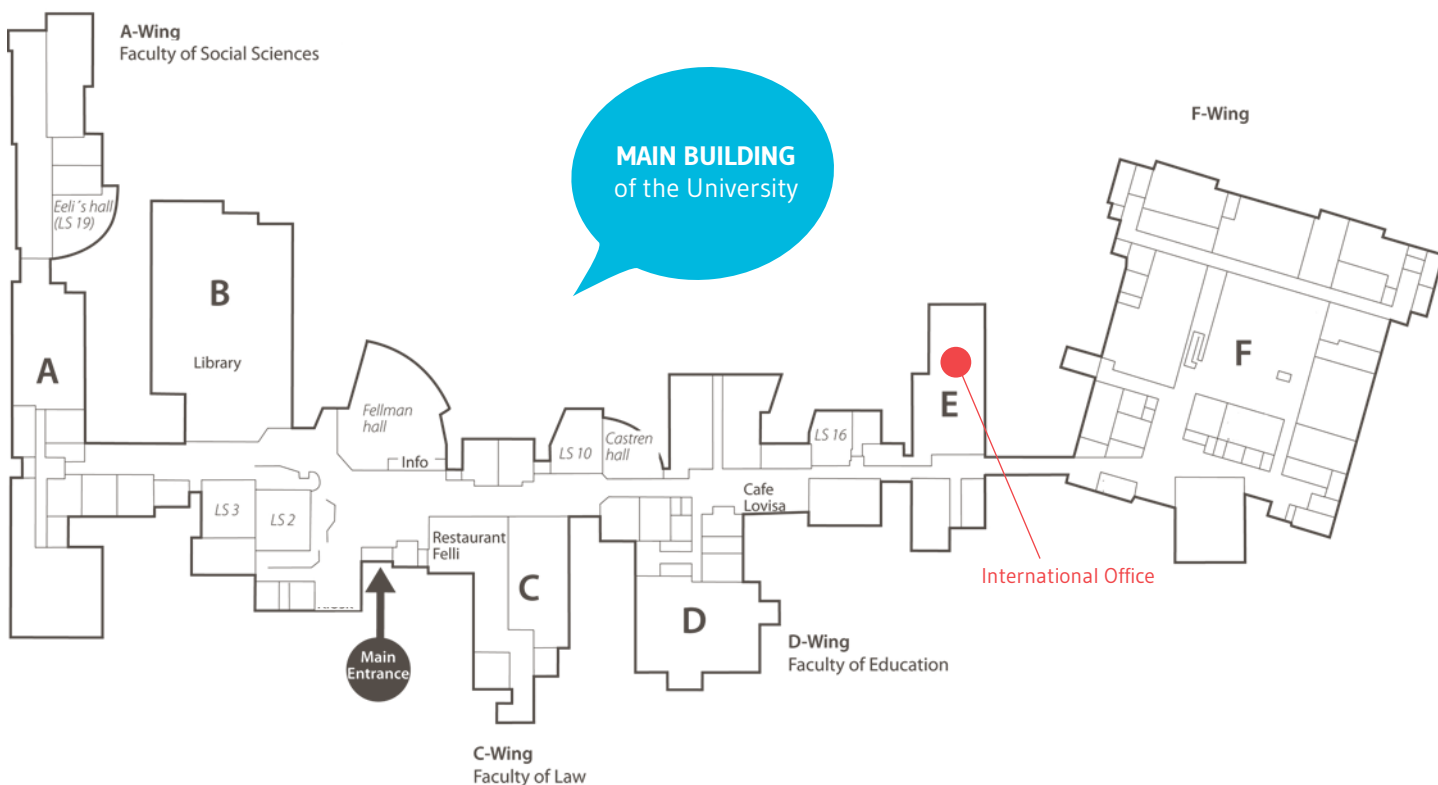 A-Wing
Faculty of Social Sciences
MAIN BUILDING
of the University
F-Wing
Eeli´s hall
(LS 19)
B
Library
A
F
E
Fellman
hall
Info
LS 10
Castren
hall
LS 16
LS 3
LS 2
Cafe
Lovisa
Restaurant
Felli
C
International Office
D
Main
Entrance
D-Wing
Faculty of Education
C-Wing
Faculty of Law